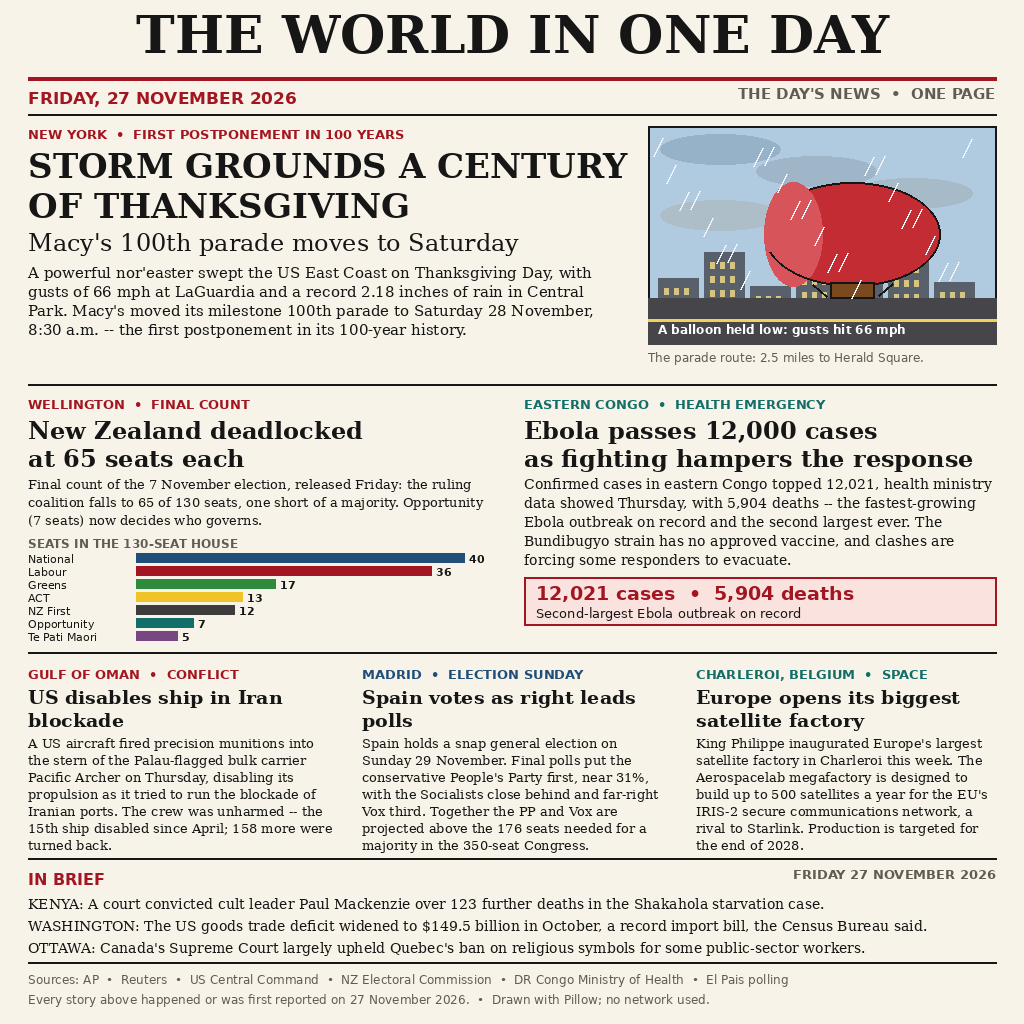 THE WORLD IN ONE DAY
FRIDAY, 27 NOVEMBER 2026
THE DAY'S NEWS • ONE PAGE
NEW YORK • FIRST POSTPONEMENT IN 100 YEARS
STORM GROUNDS A CENTURY
OF THANKSGIVING
Macy's 100th parade moves to Saturday
A powerful nor'easter swept the US East Coast on Thanksgiving Day, with
gusts of 66 mph at LaGuardia and a record 2.18 inches of rain in Central
Park. Macy's moved its milestone 100th parade to Saturday 28 November,
8:30 a.m. -- the first postponement in its 100-year history.
A balloon held low: gusts hit 66 mph
The parade route: 2.5 miles to Herald Square.
WELLINGTON • FINAL COUNT
New Zealand deadlocked
at 65 seats each
Final count of the 7 November election, released Friday: the ruling
coalition falls to 65 of 130 seats, one short of a majority. Opportunity
(7 seats) now decides who governs.
SEATS IN THE 130-SEAT HOUSE
National 40
Labour 36
Greens 17
ACT 13
NZ First 12
Opportunity 7
Te Pati Maori 5
EASTERN CONGO • HEALTH EMERGENCY
Ebola passes 12,000 cases
as fighting hampers the response
Confirmed cases in eastern Congo topped 12,021, health ministry
data showed Thursday, with 5,904 deaths -- the fastest-growing
Ebola outbreak on record and the second largest ever. The
Bundibugyo strain has no approved vaccine, and clashes are
forcing some responders to evacuate.
12,021 cases • 5,904 deaths
Second-largest Ebola outbreak on record
GULF OF OMAN • CONFLICT
US disables ship in Iran
blockade
A US aircraft fired precision munitions into
the stern of the Palau-flagged bulk carrier
Pacific Archer on Thursday, disabling its
propulsion as it tried to run the blockade of
Iranian ports. The crew was unharmed -- the
15th ship disabled since April; 158 more were
turned back.
MADRID • ELECTION SUNDAY
Spain votes as right leads
polls
Spain holds a snap general election on
Sunday 29 November. Final polls put the
conservative People's Party first, near 31%,
with the Socialists close behind and far-right
Vox third. Together the PP and Vox are
projected above the 176 seats needed for a
majority in the 350-seat Congress.
CHARLEROI, BELGIUM • SPACE
Europe opens its biggest
satellite factory
King Philippe inaugurated Europe's largest
satellite factory in Charleroi this week. The
Aerospacelab megafactory is designed to
build up to 500 satellites a year for the EU's
IRIS-2 secure communications network, a
rival to Starlink. Production is targeted for
the end of 2028.
IN BRIEF
FRIDAY 27 NOVEMBER 2026
KENYA: A court convicted cult leader Paul Mackenzie over 123 further deaths in the Shakahola starvation case.
WASHINGTON: The US goods trade deficit widened to $149.5 billion in October, a record import bill, the Census Bureau said.
OTTAWA: Canada's Supreme Court largely upheld Quebec's ban on religious symbols for some public-sector workers.
Sources: AP • Reuters • US Central Command • NZ Electoral Commission • DR Congo Ministry of Health • El Pais polling
Every story above happened or was first reported on 27 November 2026. • Drawn with Pillow; no network used.